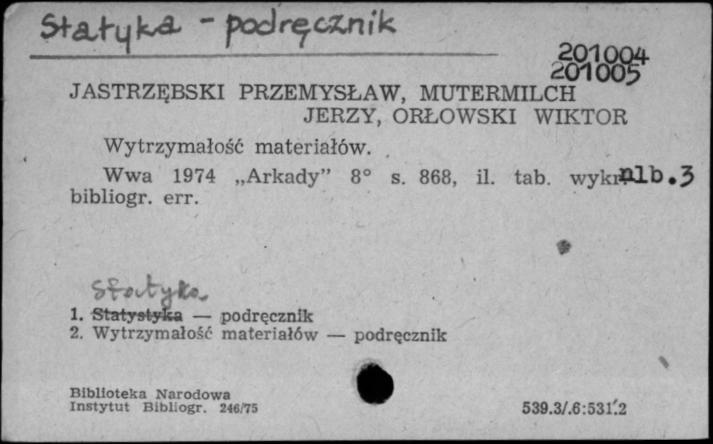 Statyka - podręcznik
201004
201005
JASTRZĘBSKI PRZEMYSŁAW, MUTERMILCH
JERZY, ORŁOWSKI WIKTOR
Wytrzymałość materiałów.
Wwa 1974 „Arkady” 8° s. 868, il. tab. wykr. nlb. 3
bibliogr. err.
Statyka
1. Statystyka — podręcznik
2. Wytrzymałość materiałów — podręcznik
Biblioteka Narodowa
Instytut Bibliogr. 246/75
539.3/.6:531.2